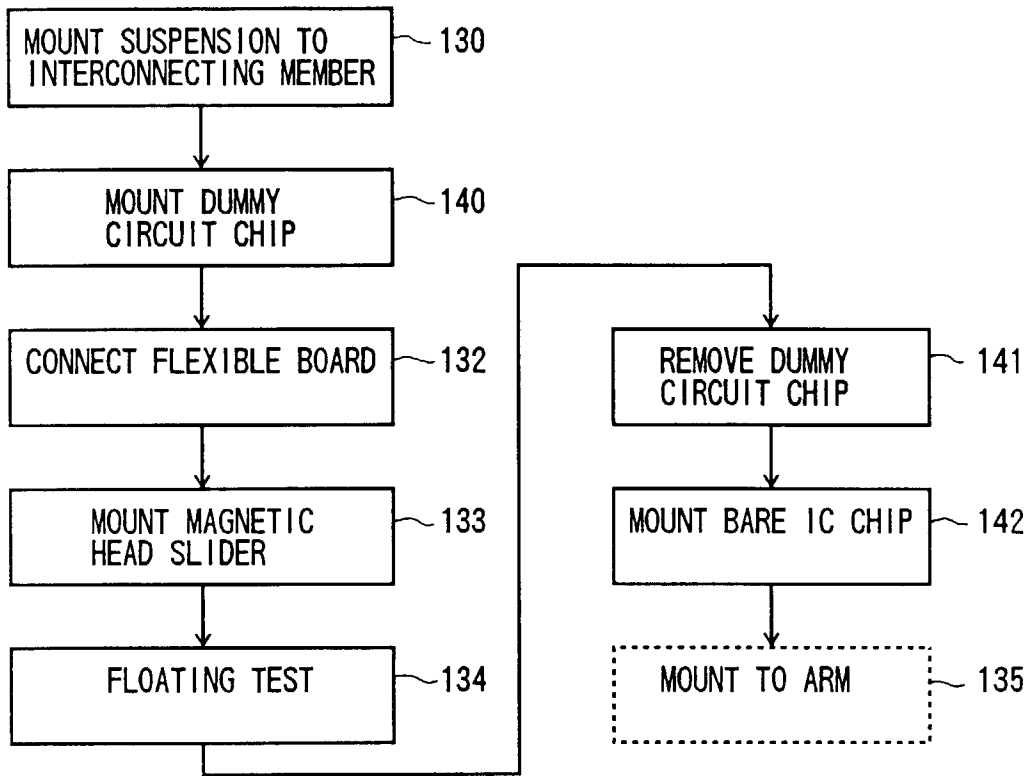 MOUNT SUSPENSION TO
INTERCONNECTING MEMBER
130
MOUNT DUMMY
CIRCUIT CHIP
140
CONNECT FLEXIBLE BOARD
132
MOUNT MAGNETIC
HEAD SLIDER
133
FLOATING TEST
134
REMOVE DUMMY
CIRCUIT CHIP
141
MOUNT BARE IC CHIP
142
MOUNT TO ARM
135